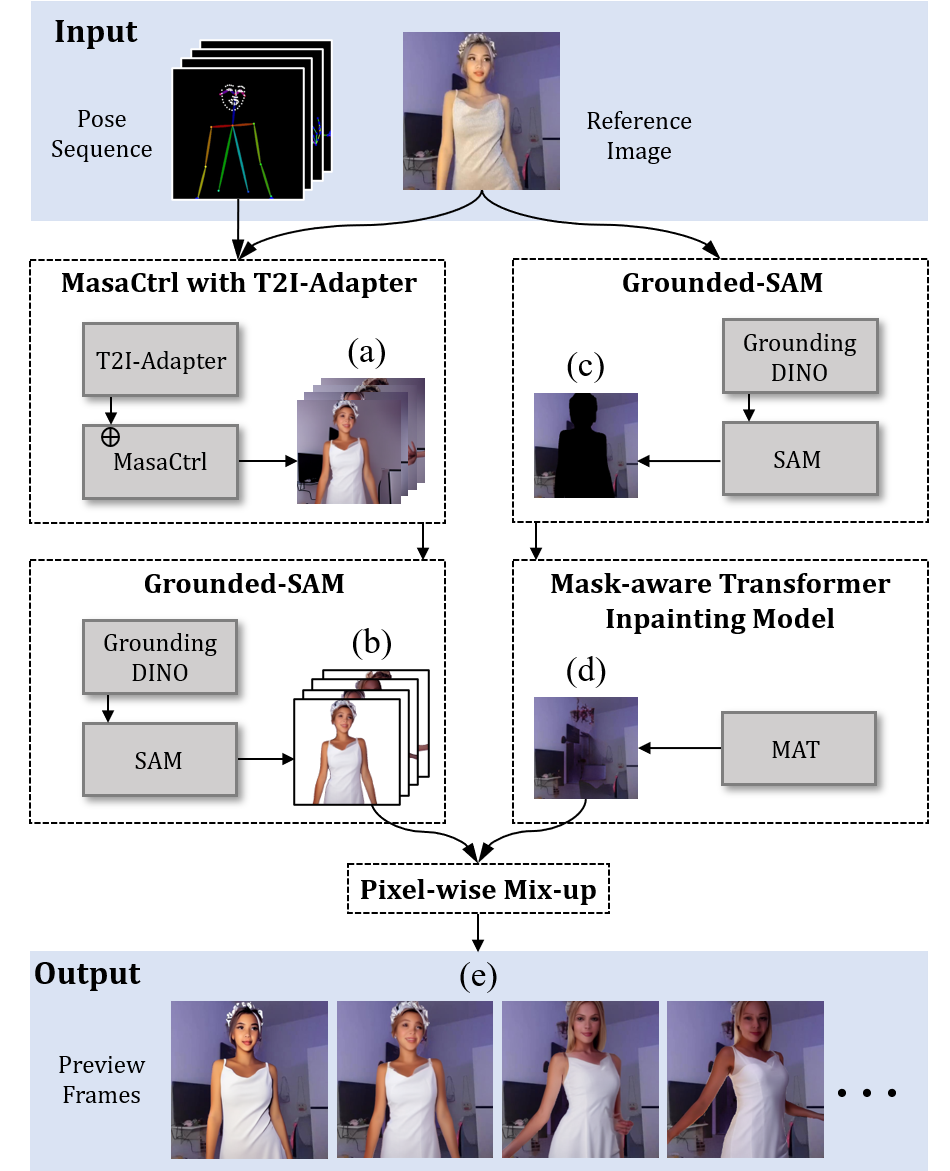 Input
Pose
Sequence
Reference
Image
MasaCtrl with T2I-Adapter
T2I-Adapter
MasaCtrl
(a)
Grounded-SAM
(c)
Grounding
DINO
SAM
Grounded-SAM
Grounding
DINO
SAM
(b)
Mask-aware Transformer
Inpainting Model
(d)
MAT
Pixel-wise Mix-up
Output
(e)
Preview
Frames